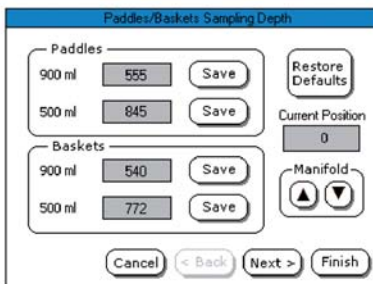 Paddles/Baskets Sampling Depth
Paddles
900 ml 555 Save
500 ml 845 Save
Baskets
900 ml 540 Save
500 ml 772 Save
Restore
Defaults
Current Position
0
Manifold
Cancel < Back Next > Finish